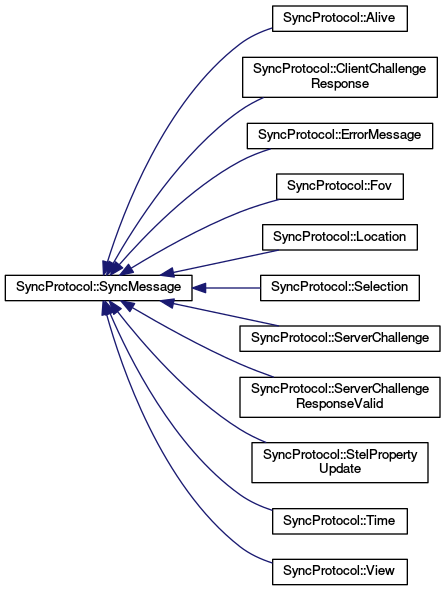 SyncProtocol::Alive
SyncProtocol::ClientChallenge
Response
SyncProtocol::ErrorMessage
SyncProtocol::Fov
SyncProtocol::Location
SyncProtocol::SyncMessage
SyncProtocol::Selection
SyncProtocol::ServerChallenge
SyncProtocol::ServerChallenge
ResponseValid
SyncProtocol::StelProperty
Update
SyncProtocol::Time
SyncProtocol::View